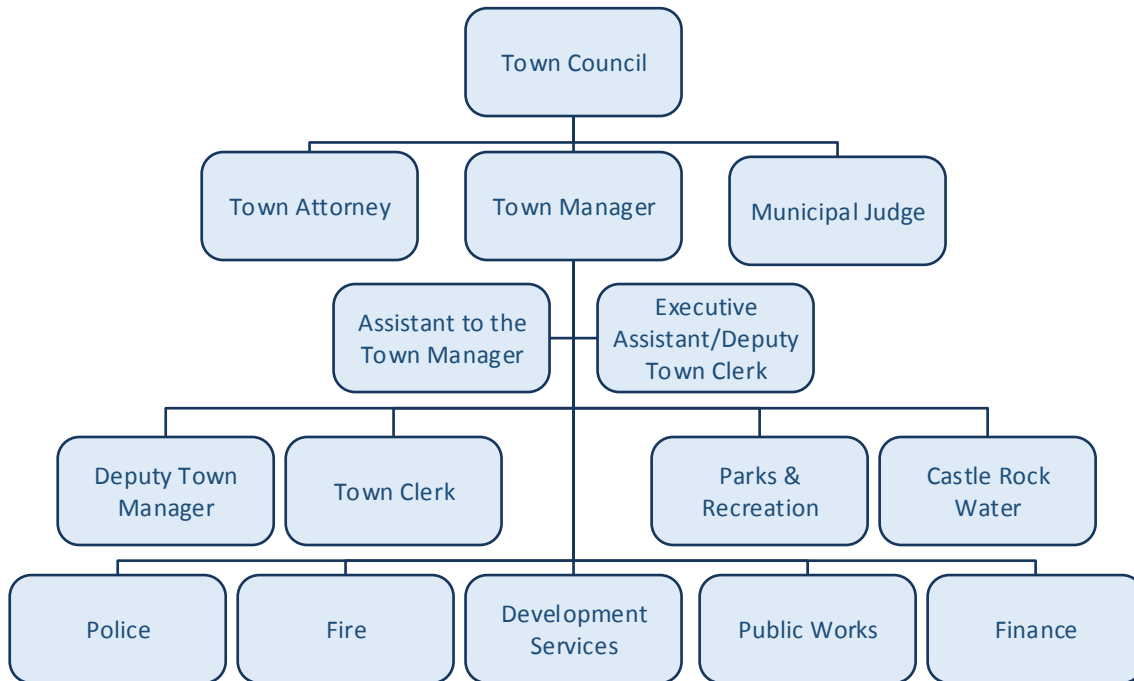 Town Council
Town Attorney
Town Manager
Municipal Judge
Assistant to the
Town Manager
Executive
Assistant/Deputy
Town Clerk
Deputy Town
Manager
Town Clerk
Parks &
Recreation
Castle Rock
Water
Police
Fire
Development
Services
Public Works
Finance